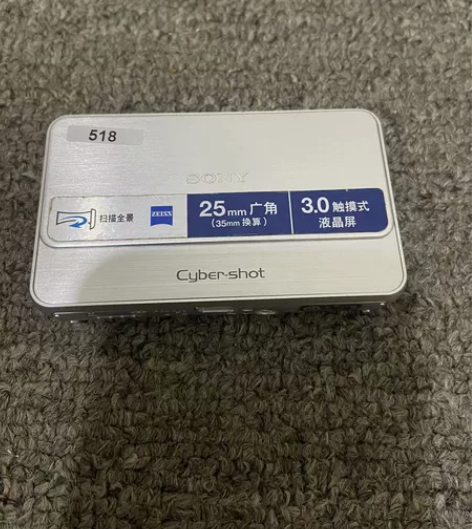 518
SONY
扫描全景
ZEISS
25mm 广角
(35mm 换算)
3.0 触摸式
液晶屏
Cyber-shot